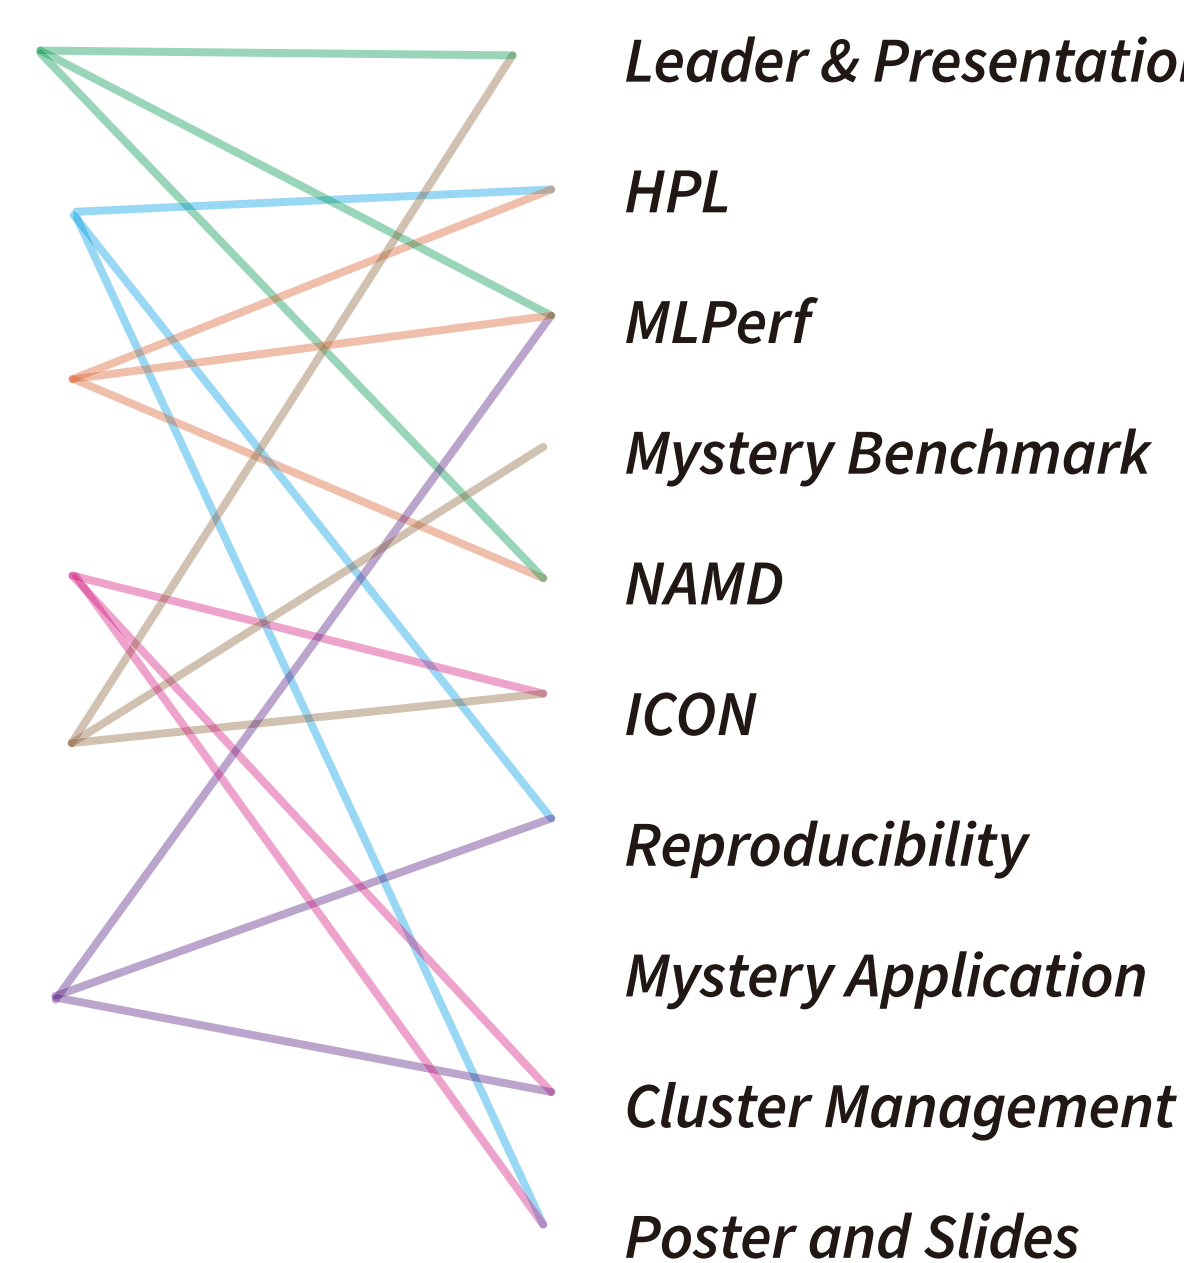 Leader & Presentation
HPL
MLPerf
Mystery Benchmark
NAMD
ICON
Reproducibility
Mystery Application
Cluster Management
Poster and Slides